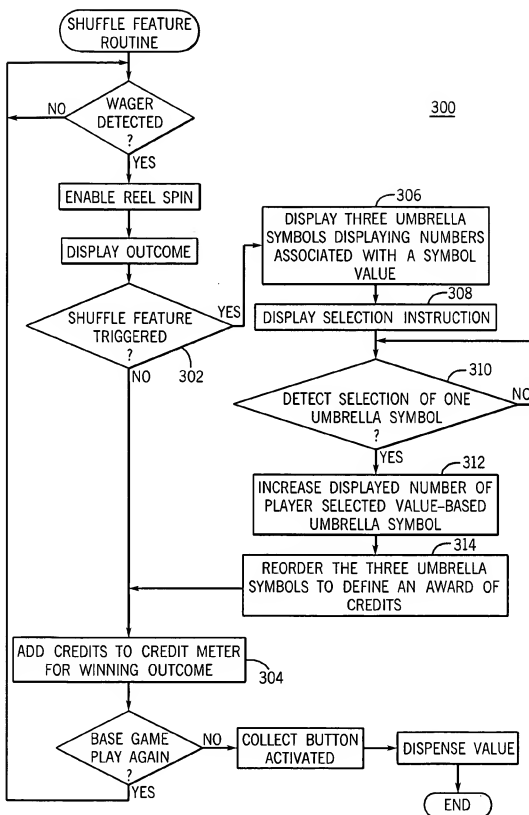 SHUFFLE FEATURE
ROUTINE
WAGER
DETECTED
?
NO
YES
300
ENABLE REEL SPIN
DISPLAY OUTCOME
SHUFFLE FEATURE
TRIGGERED
?
YES
302
NO
306
DISPLAY THREE UMBRELLA
SYMBOLS DISPLAYING NUMBERS
ASSOCIATED WITH A SYMBOL
VALUE
308
DISPLAY SELECTION INSTRUCTION
310
DETECT SELECTION OF ONE
UMBRELLA SYMBOL
?
NO
YES
312
INCREASE DISPLAYED NUMBER OF
PLAYER SELECTED VALUE-BASED
UMBRELLA SYMBOL
314
REORDER THE THREE UMBRELLA
SYMBOLS TO DEFINE AN AWARD OF
CREDITS
ADD CREDITS TO CREDIT METER
FOR WINNING OUTCOME
304
BASE GAME
PLAY AGAIN
?
NO
YES
COLLECT BUTTON
ACTIVATED
DISPENSE VALUE
END